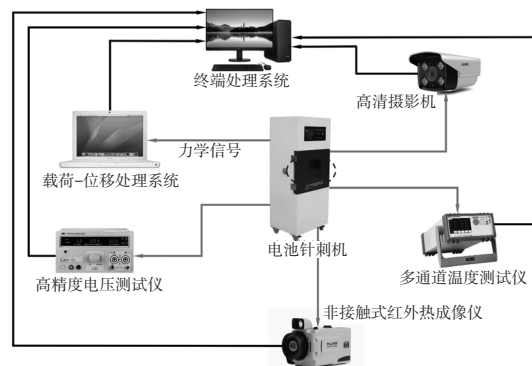 终端处理系统
高清摄影机
力学信号
载荷-位移处理系统
电池针刺机
高精度电压测试仪
多通道温度测试仪
非接触式红外热成像仪